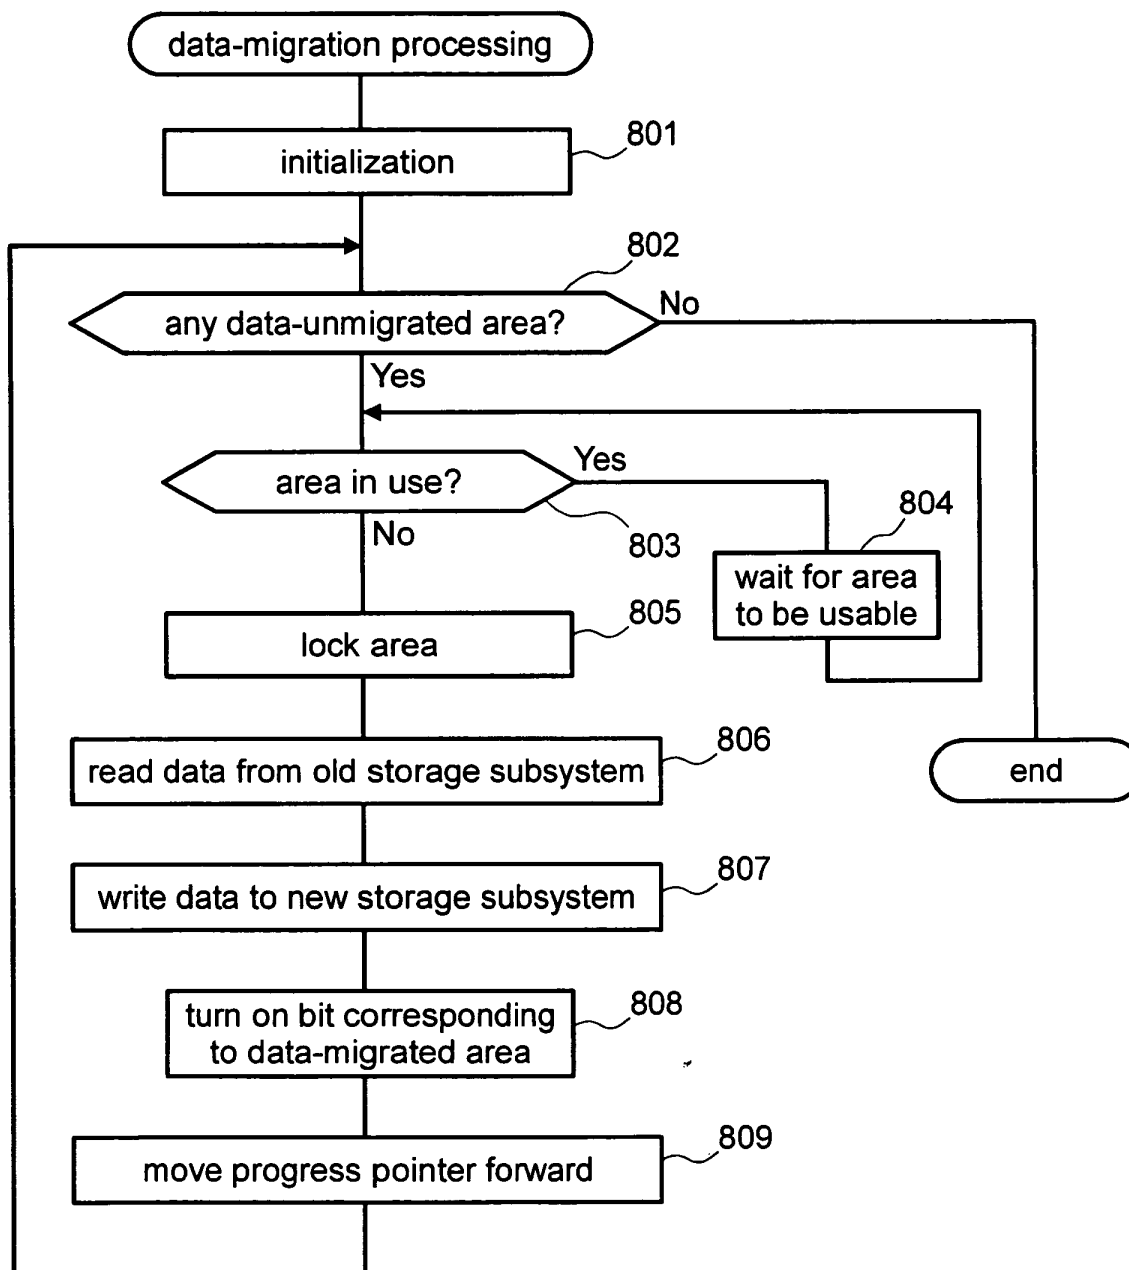 data-migration processing
801
initialization
802
any data-unmigrated area?
No
Yes
area in use?
Yes
803
No
804
wait for area
to be usable
805
lock area
806
read data from old storage subsystem
end
807
write data to new storage subsystem
808
turn on bit corresponding
to data-migrated area
809
move progress pointer forward